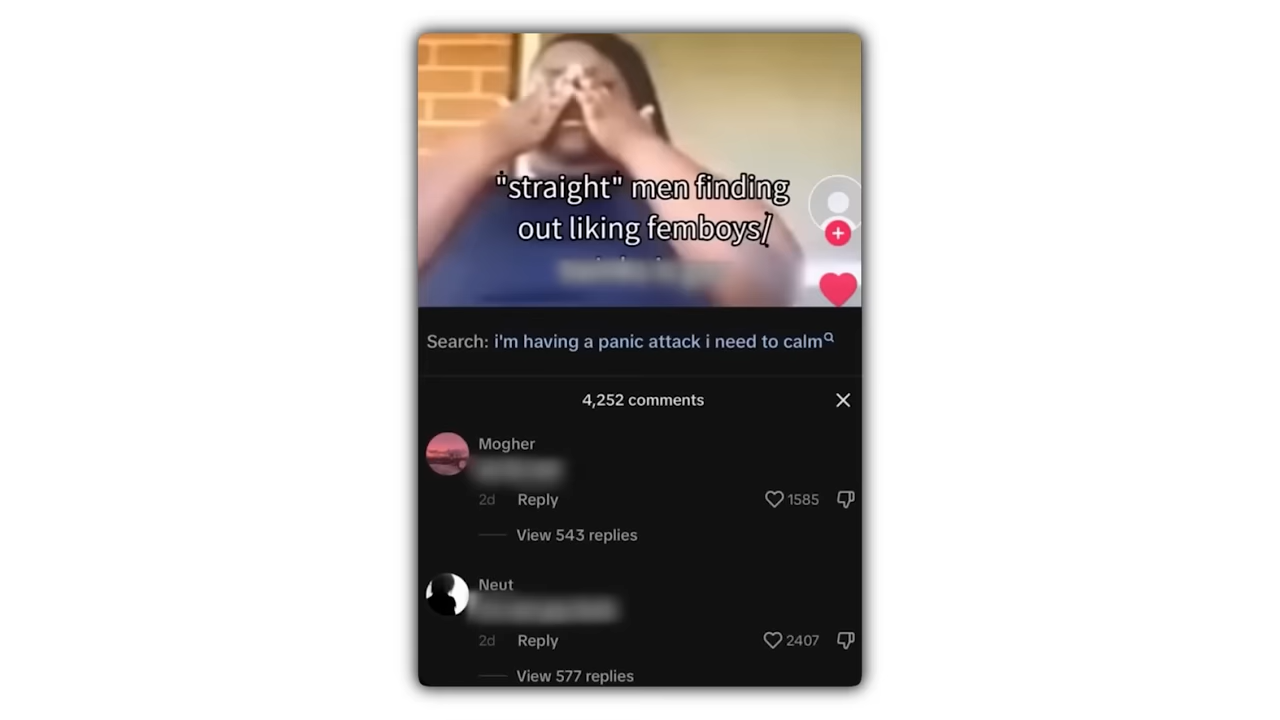 "straight" men finding
out liking femboys/
Search: i'm having a panic attack i need to calm
4,252 comments
Mogher
2d Reply 1585
View 543 replies
Neut
2d Reply 2407
View 577 replies